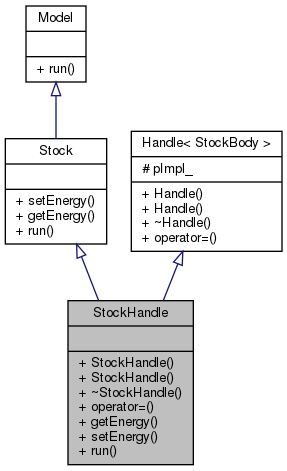 Model
+ run()
Stock
+ setEnergy()
+ getEnergy()
+ run()
Handle< StockBody >
# pImpl_
+ Handle()
+ Handle()
+ ~Handle()
+ operator=()
StockHandle
+ StockHandle()
+ StockHandle()
+ ~StockHandle()
+ operator=()
+ getEnergy()
+ setEnergy()
+ run()